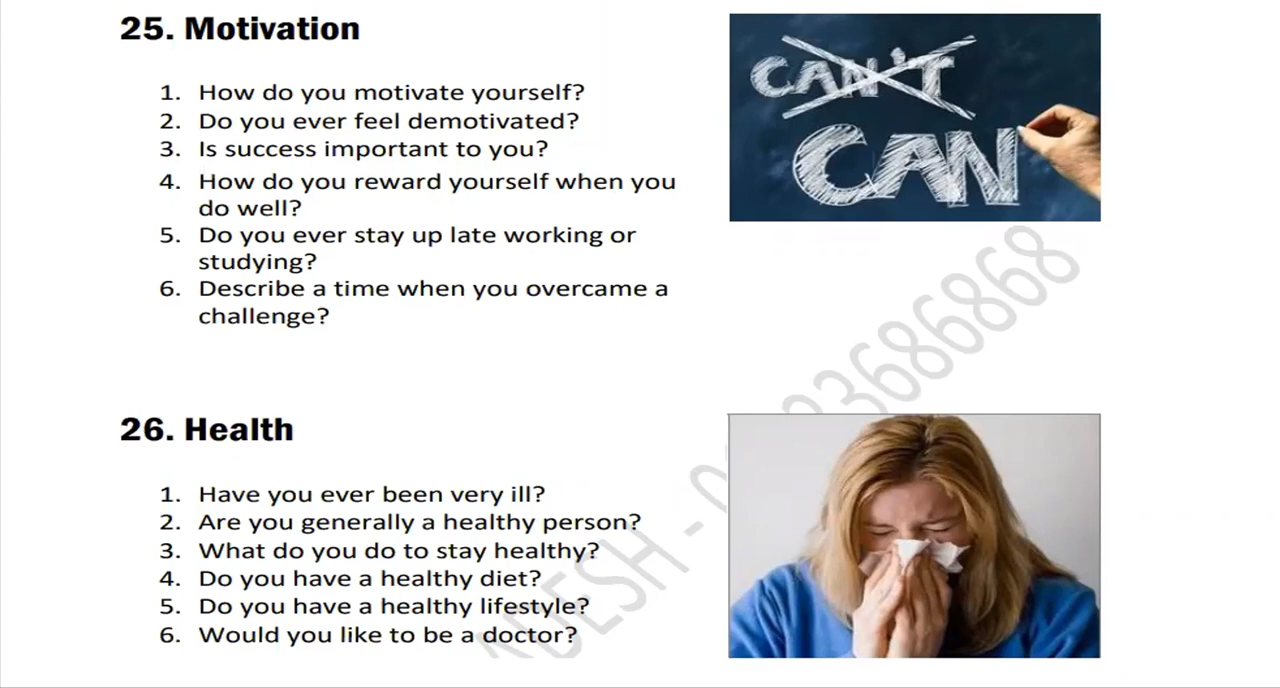 25. Motivation
1. How do you motivate yourself?
2. Do you ever feel demotivated?
3. Is success important to you?
4. How do you reward yourself when you
do well?
5. Do you ever stay up late working or
studying?
6. Describe a time when you overcame a
challenge?
CAN'T
CAN
26. Health
1. Have you ever been very ill?
2. Are you generally a healthy person?
3. What do you do to stay healthy?
4. Do you have a healthy diet?
5. Do you have a healthy lifestyle?
6. Would you like to be a doctor?